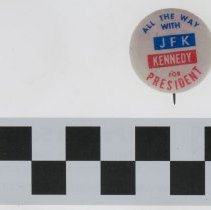 ALL THE WAY
WITH
JFK
KENNEDY
FOR
PRESIDENT